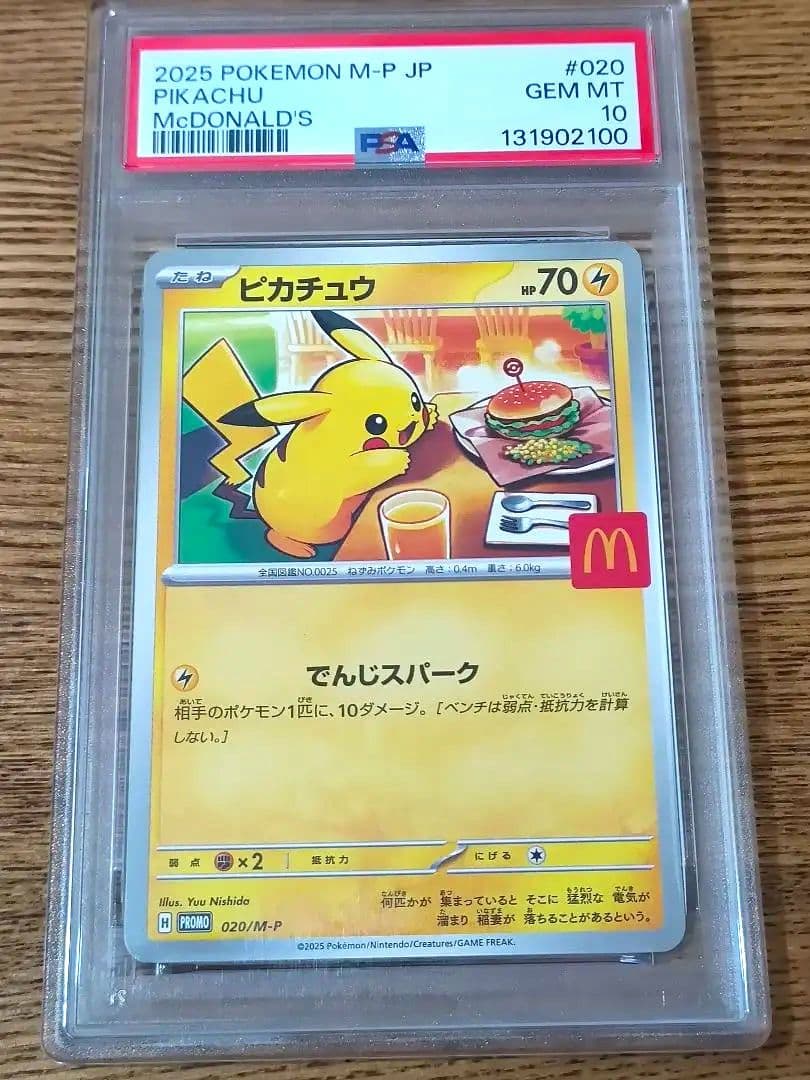 2025 POKEMON M-P JP #020
PIKACHU GEM MT
McDONALD'S 10
PSA 131902100
たね ピカチュウ HP 70
M
全国図鑑NO.0025 ねずみポケモン 高さ:0.4m 重さ:6.0kg
でんじスパーク
相手のポケモン1匹に、10ダメージ。[ベンチは弱点・抵抗力を計算
しない。]
弱点 ×2 抵抗力 にげる
Illus. Yuu Nishida
何匹かが 集まっていると そこに 猛烈な 電気が
溜まり 稲妻が 落ちることがあるという。
H PROMO 020/M-P
©2025 Pokémon/Nintendo/Creatures/GAME FREAK.